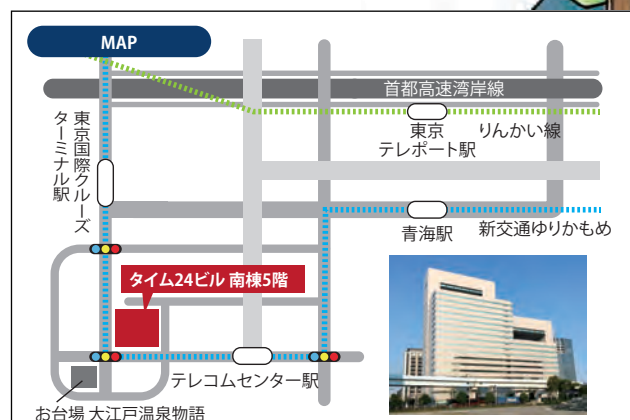 MAP
首都高速湾岸線
東京
テレポート駅
りんかい線
東京国際クルーズ
ターミナル駅
青海駅
新交通ゆりかもめ
タイム24ビル 南棟5階
テレコムセンター駅
お台場 大江戸温泉物語